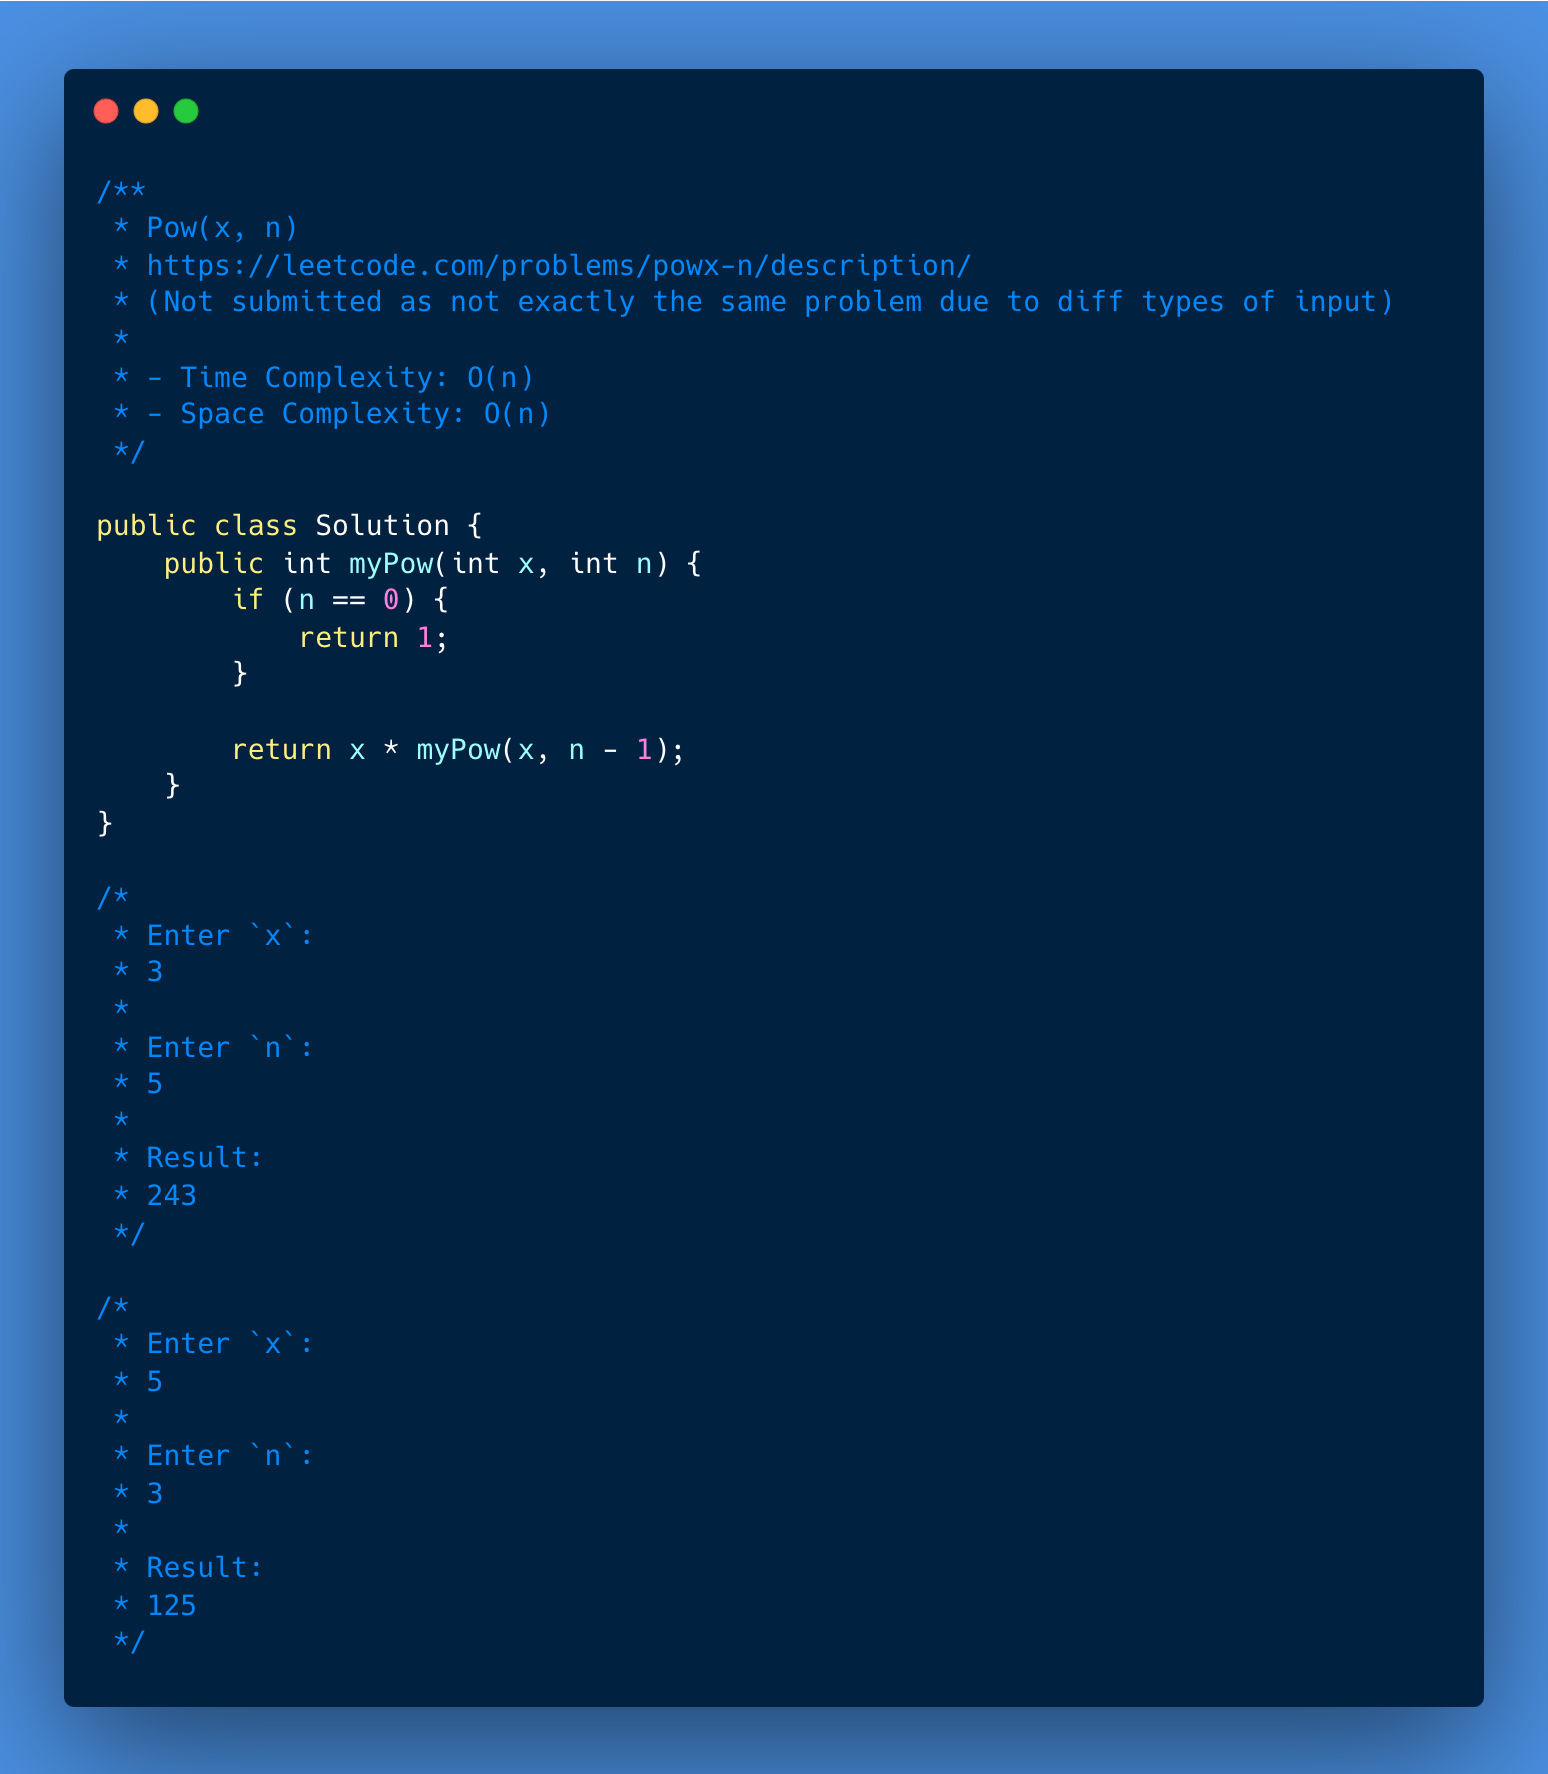 /**
 * Pow(x, n)
 * https://leetcode.com/problems/powx-n/description/
 * (Not submitted as not exactly the same problem due to diff types of input)
 *
 * - Time Complexity: O(n)
 * - Space Complexity: O(n)
 */

public class Solution {
    public int myPow(int x, int n) {
        if (n == 0) {
            return 1;
        }

        return x * myPow(x, n - 1);
    }
}

/*
 * Enter `x`:
 * 3
 *
 * Enter `n`:
 * 5
 *
 * Result:
 * 243
 */

/*
 * Enter `x`:
 * 5
 *
 * Enter `n`:
 * 3
 *
 * Result:
 * 125
 */